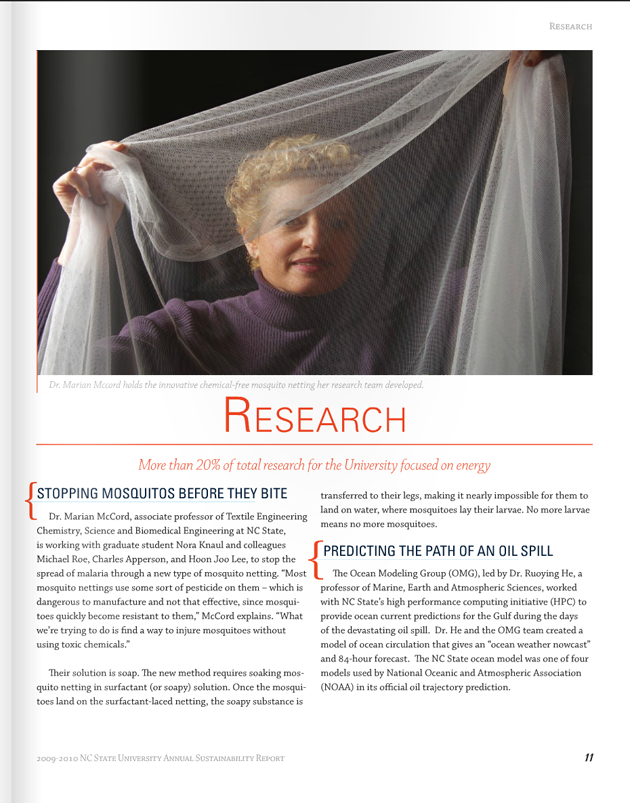 Research
Dr. Marian Mccord holds the innovative chemical-free mosquito netting her research team developed.
Research
More than 20% of total research for the University focused on energy
{ STOPPING MOSQUITOS BEFORE THEY BITE
Dr. Marian McCord, associate professor of Textile Engineering
Chemistry, Science and Biomedical Engineering at NC State,
is working with graduate student Nora Knaul and colleagues
Michael Roe, Charles Apperson, and Hoon Joo Lee, to stop the
spread of malaria through a new type of mosquito netting. “Most
mosquito nettings use some sort of pesticide on them – which is
dangerous to manufacture and not that effective, since mosqui-
toes quickly become resistant to them,” McCord explains. “What
we’re trying to do is find a way to injure mosquitoes without
using toxic chemicals.”
Their solution is soap. The new method requires soaking mos-
quito netting in surfactant (or soapy) solution. Once the mosqui-
toes land on the surfactant-laced netting, the soapy substance is
transferred to their legs, making it nearly impossible for them to
land on water, where mosquitoes lay their larvae. No more larvae
means no more mosquitoes.
{ PREDICTING THE PATH OF AN OIL SPILL
The Ocean Modeling Group (OMG), led by Dr. Ruoying He, a
professor of Marine, Earth and Atmospheric Sciences, worked
with NC State’s high performance computing initiative (HPC) to
provide ocean current predictions for the Gulf during the days
of the devastating oil spill. Dr. He and the OMG team created a
model of ocean circulation that gives an “ocean weather nowcast”
and 84-hour forecast. The NC State ocean model was one of four
models used by National Oceanic and Atmospheric Association
(NOAA) in its official oil trajectory prediction.
2009-2010 NC State University Annual Sustainability Report
11